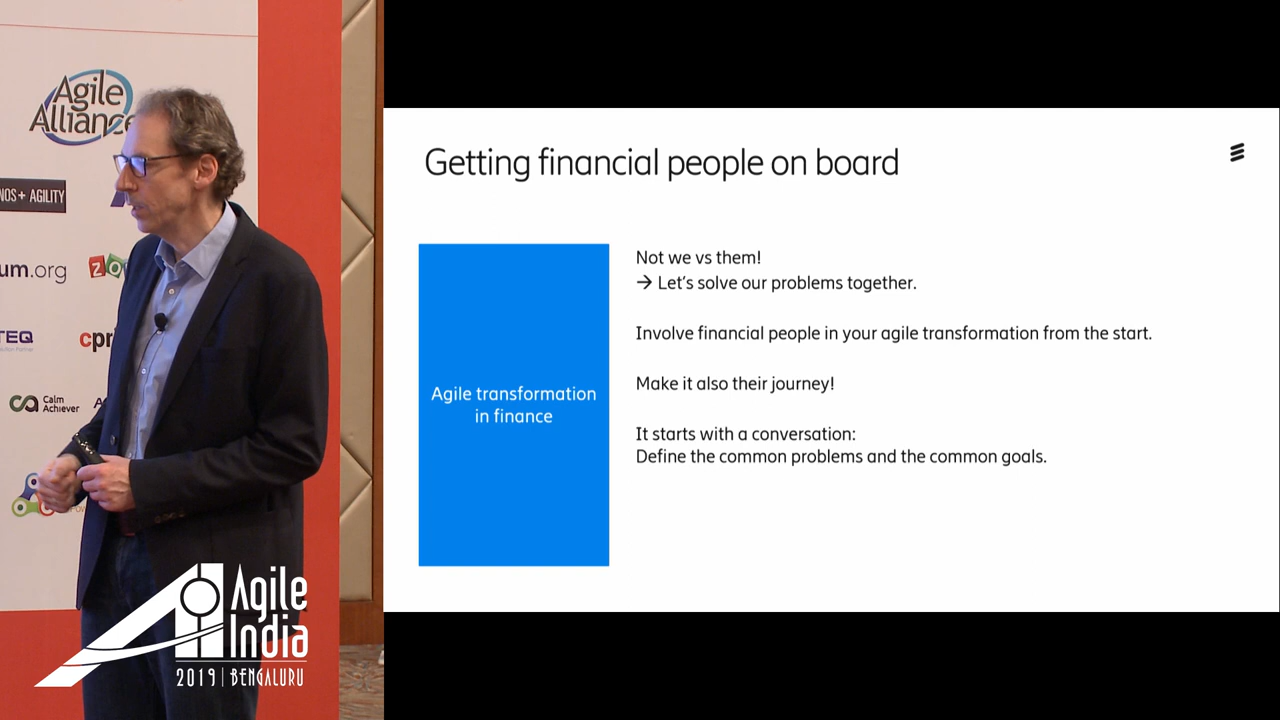 Agile
Alliance
NOS+ AGILITY
um.org
TEQ
cpr
Calm
Achiever
Agile
India
2019 | BENGALURU
Getting financial people on board
Agile transformation
in finance
Not we vs them!
→ Let's solve our problems together.
Involve financial people in your agile transformation from the start.
Make it also their journey!
It starts with a conversation:
Define the common problems and the common goals.